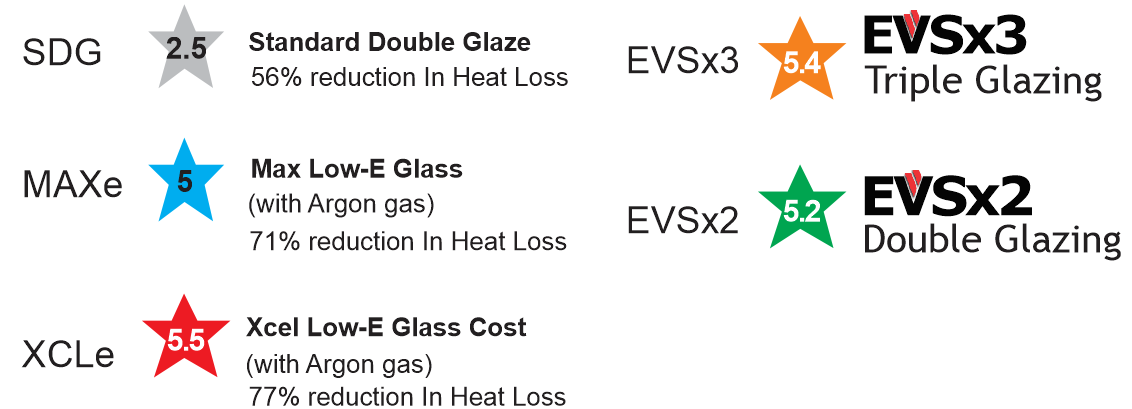 SDG
2.5
Standard Double Glaze
56% reduction In Heat Loss
MAXe
5
Max Low-E Glass
(with Argon gas)
71% reduction In Heat Loss
XCLe
5.5
Xcel Low-E Glass Cost
(with Argon gas)
77% reduction In Heat Loss
EVSx3
5.4
EVSx3
Triple Glazing
EVSx2
5.2
EVSx2
Double Glazing